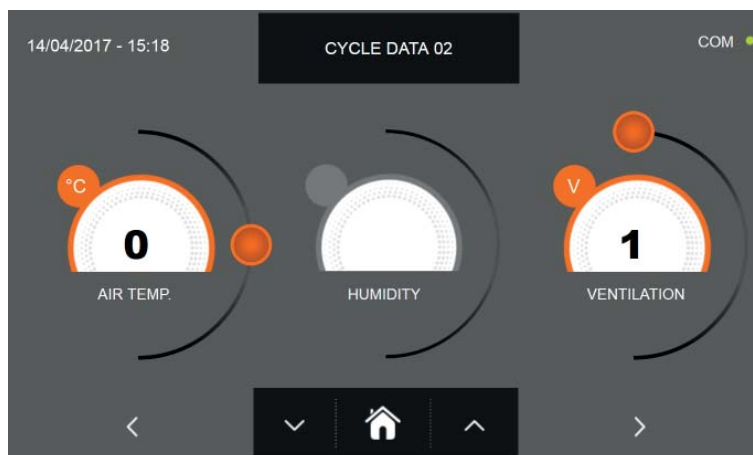 14/04/2017 - 15:18
CYCLE DATA 02
COM
°C
0
AIR TEMP.
HUMIDITY
V
1
VENTILATION